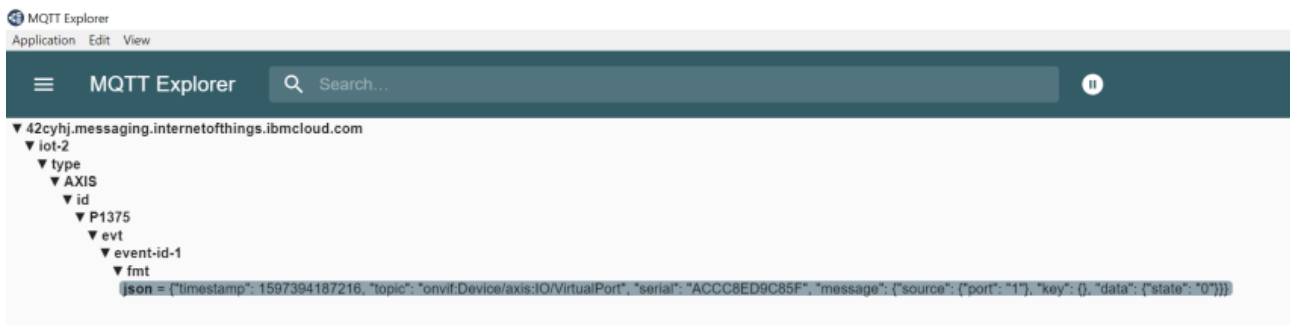 MQTT Explorer
Application Edit View
MQTT Explorer Search...
▼ 42cyhj.messaging.internetofthings.ibmcloud.com
▼ iot-2
▼ type
▼ AXIS
▼ id
▼ P1375
▼ evt
▼ event-id-1
▼ fmt
json = {"timestamp": 1597394187216, "topic": "onvif:Device/axis:IO/VirtualPort", "serial": "ACCC8ED9C85F", "message": {"source": {"port": "1"}, "key": {}, "data": {"state": "0"}}}